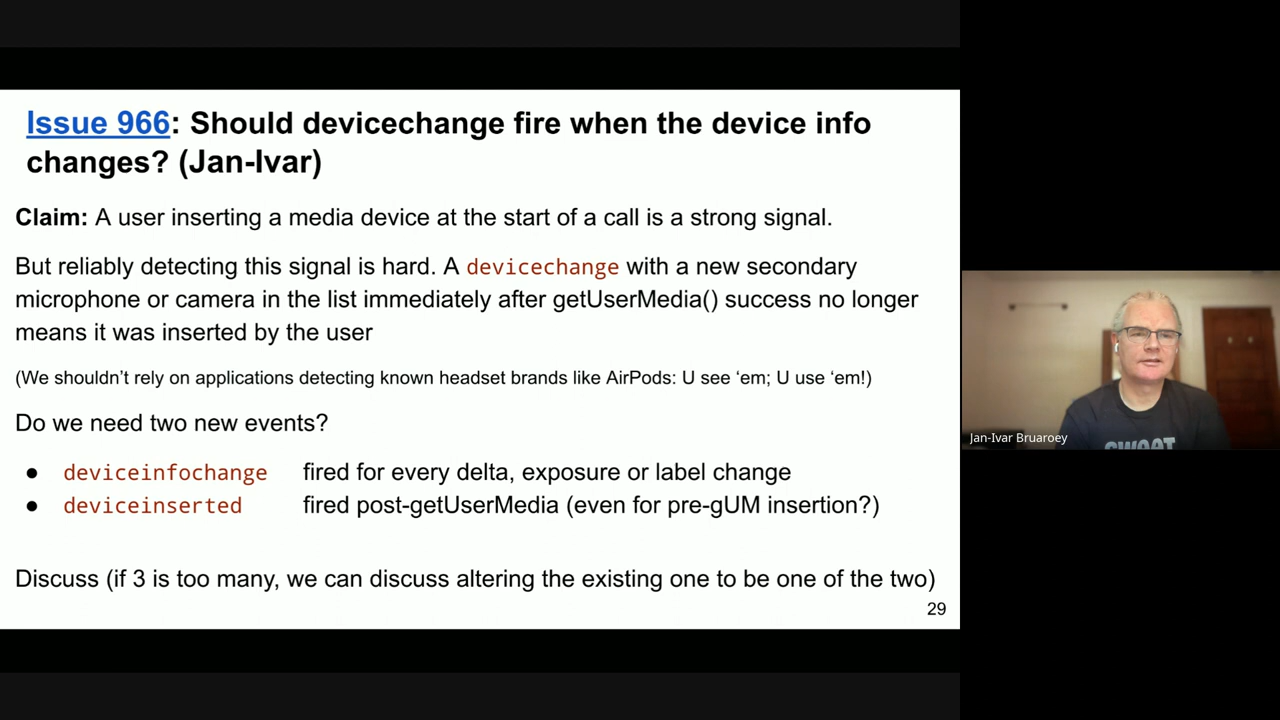 Issue 966: Should devicechange fire when the device info
changes? (Jan-Ivar)
Claim: A user inserting a media device at the start of a call is a strong signal.
But reliably detecting this signal is hard. A devicechange with a new secondary
microphone or camera in the list immediately after getUserMedia() success no longer
means it was inserted by the user
(We shouldn’t rely on applications detecting known headset brands like AirPods: U see ‘em; U use ‘em!)
Do we need two new events?
● deviceinfochange fired for every delta, exposure or label change
● deviceinserted fired post-getUserMedia (even for pre-gUM insertion?)
Discuss (if 3 is too many, we can discuss altering the existing one to be one of the two)
29
Jan-Ivar Bruaroey